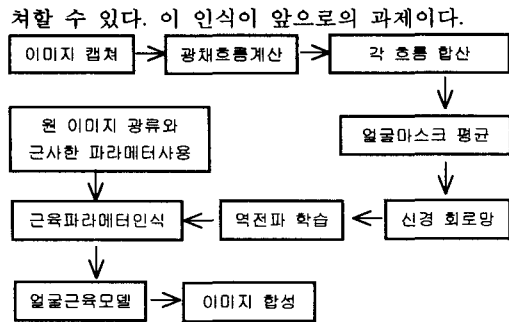 쳐할 수 있다. 이 인식이 앞으로의 과제이다.
이미지 캡쳐
광채흐름계산
각 흐름 합산
원 이미지 광류와
근사한 파라메터사용
얼굴마스크 평균
근육파라메터인식
역전파 학습
신경 회로망
얼굴근육모델
이미지 합성